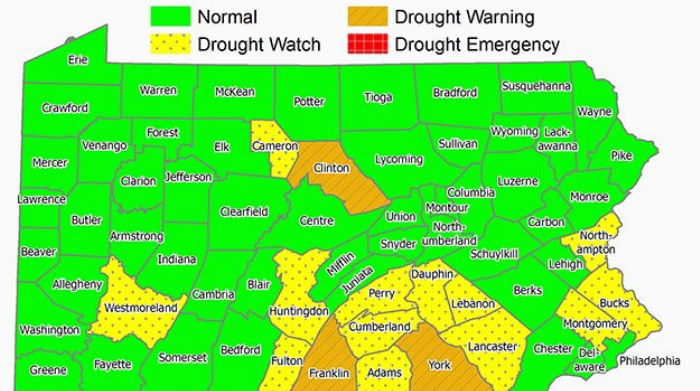 Normal
Drought Warning
Drought Watch
Drought Emergency
Erie
Crawford
Warren
McKean
Potter
Tioga
Bradford
Susquehanna
Wayne
Wyoming
Lack-
awanna
Forest
Venango
Elk
Cameron
Clinton
Lycoming
Sullivan
Pike
Mercer
Clarion
Jefferson
Luzerne
Monroe
Lawrence
Butler
Clearfield
Centre
Union
Columbia
Montour
North-
umberland
Carbon
Armstrong
Beaver
Indiana
Snyder
Schuylkill
North-
ampton
Lehigh
Allegheny
Cambria
Blair
Mifflin
Juniata
Dauphin
Berks
Westmoreland
Huntingdon
Perry
Lebanon
Bucks
Washington
Cumberland
Montgomery
Lancaster
Greene
Fayette
Somerset
Bedford
Fulton
Franklin
Adams
York
Chester
Del-
aware
Philadelphia